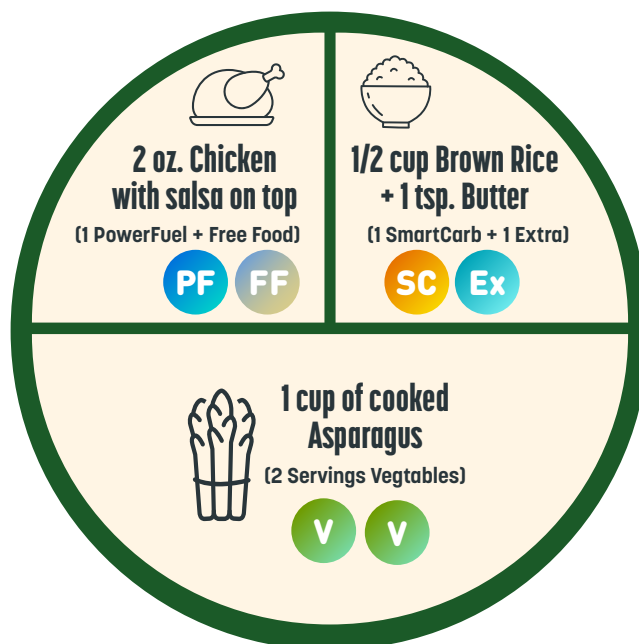 2 oz. Chicken
with salsa on top
(1 PowerFuel + Free Food)
PF FF
1/2 cup Brown Rice
+ 1 tsp. Butter
(1 SmartCarb + 1 Extra)
SC Ex
1 cup of cooked
Asparagus
(2 Servings Vegtables)
V V